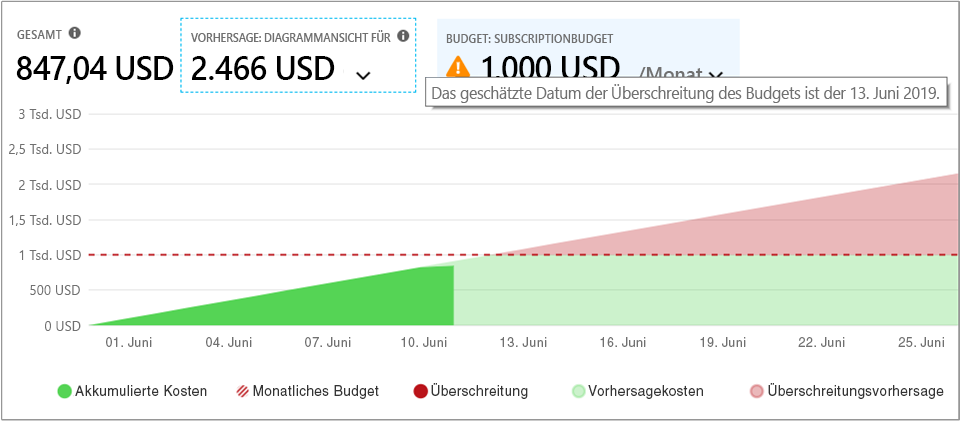 GESAMT
847,04 USD
VORHERSAGE: DIAGRAMMANSICHT FÜR
2.466 USD
BUDGET: SUBSCRIPTIONBUDGET
1.000 USD /Monat
Das geschätzte Datum der Überschreitung des Budgets ist der 13. Juni 2019.
3 Tsd. USD
2,5 Tsd. USD
2 Tsd. USD
1,5 Tsd. USD
1 Tsd. USD
500 USD
0 USD
01. Juni 04. Juni 07. Juni 10. Juni 13. Juni 16. Juni 19. Juni 22. Juni 25. Juni
Akkumulierte Kosten Monatliches Budget Überschreitung Vorhersagekosten Überschreitungsvorhersage